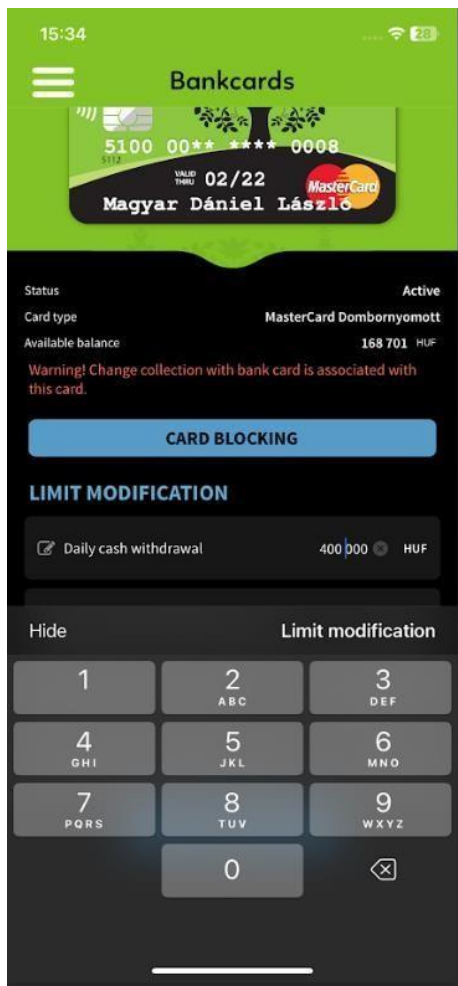 15:34
28
Bankcards
5100 00** **** 0008
5112
VALID THRU 02/22
MasterCard
Magyar Dániel László
Status Active
Card type MasterCard Dombornyomott
Available balance 168 701 HUF
Warning! Change collection with bank card is associated with
this card.
CARD BLOCKING
LIMIT MODIFICATION
Daily cash withdrawal 400 000 HUF
Hide Limit modification
1 2 3
ABC DEF
4 5 6
GHI JKL MNO
7 8 9
PQRS TUV WXYZ
0